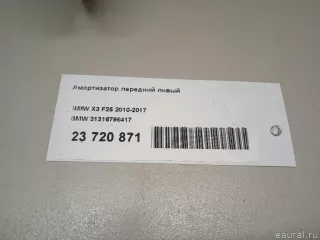 Амортизатор передний левый
BMW X3 F25 2010-2017
BMW 31316796417
23 720 871
eaural.ru